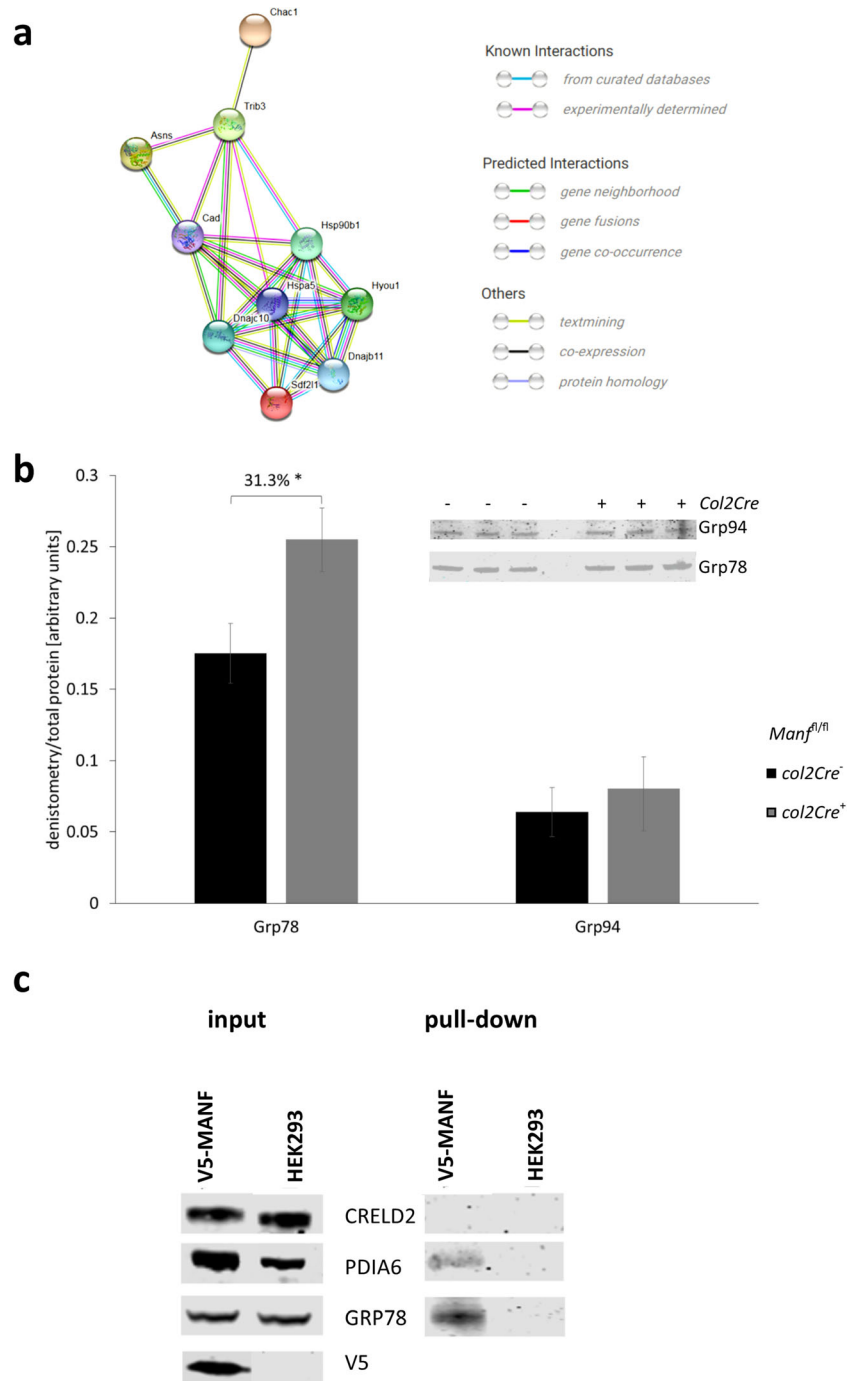 a
Chac1
Trib3
Asns
Cad
Hsp90b1
Hspa5
Hyou1
Dnajc10
Dnajb11
Sdf2l1
Known Interactions
from curated databases
experimentally determined
Predicted Interactions
gene neighborhood
gene fusions
gene co-occurrence
Others
textmining
co-expression
protein homology
b
denistometry/total protein [arbitrary units]
0.3
0.25
0.2
0.15
0.1
0.05
0
31.3% *
- - - + + + Col2Cre
Grp94
Grp78
Manf^fl/fl
col2Cre^-
col2Cre^+
Grp78
Grp94
c
input
pull-down
V5-MANF
HEK293
V5-MANF
HEK293
CRELD2
PDIA6
GRP78
V5